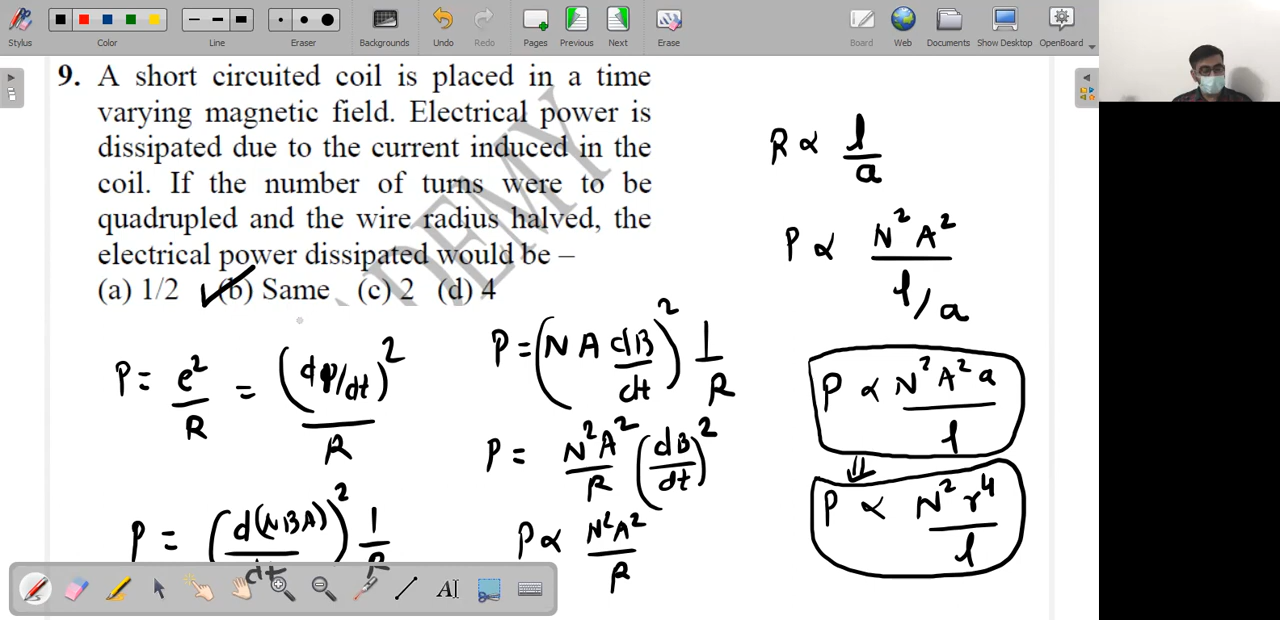 Stylus
Color
Line
Eraser
Backgrounds
Undo
Redo
Pages
Previous
Next
Erase
Board
Web
Documents
Show Desktop
OpenBoard
9. A short circuited coil is placed in a time
varying magnetic field. Electrical power is
dissipated due to the current induced in the
coil. If the number of turns were to be
quadrupled and the wire radius halved, the
electrical power dissipated would be –
(a) 1/2 (b) Same (c) 2 (d) 4
DEMY
P = e²/R = (dφ/dt)²/R
P = (d(NBA)/dt)² 1/R
P = (N A dB/dt)² 1/R
P = N²A²/R (dB/dt)²
P ∝ N²A²/R
R ∝ l/a
P ∝ N²A²/l/a
P ∝ N²A²a/l
⇓
P ∝ N²r⁴/l